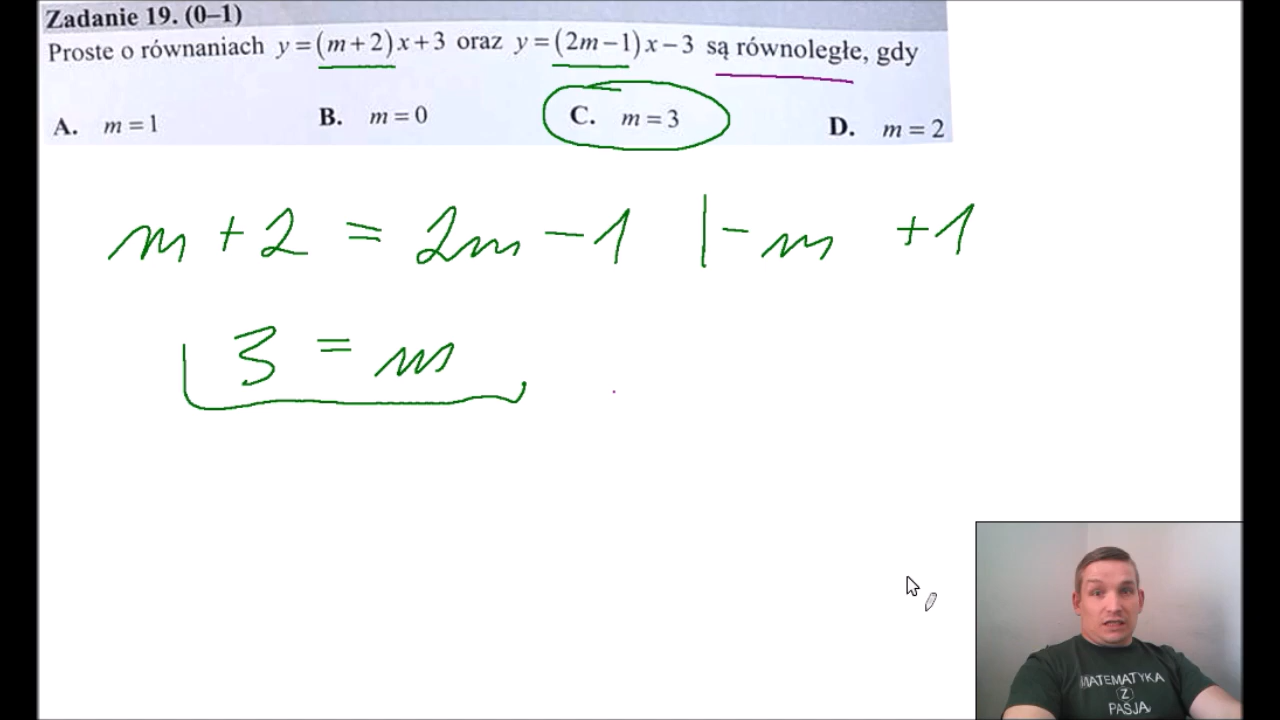 Zadanie 19. (0–1)
Proste o równaniach y=(m+2)x+3 oraz y=(2m−1)x−3 są równoległe, gdy
A. m=1 B. m=0 C. m=3 D. m=2
m + 2 = 2m − 1 | − m + 1
3 = m
MATEMATYKA
Z
PASJĄ